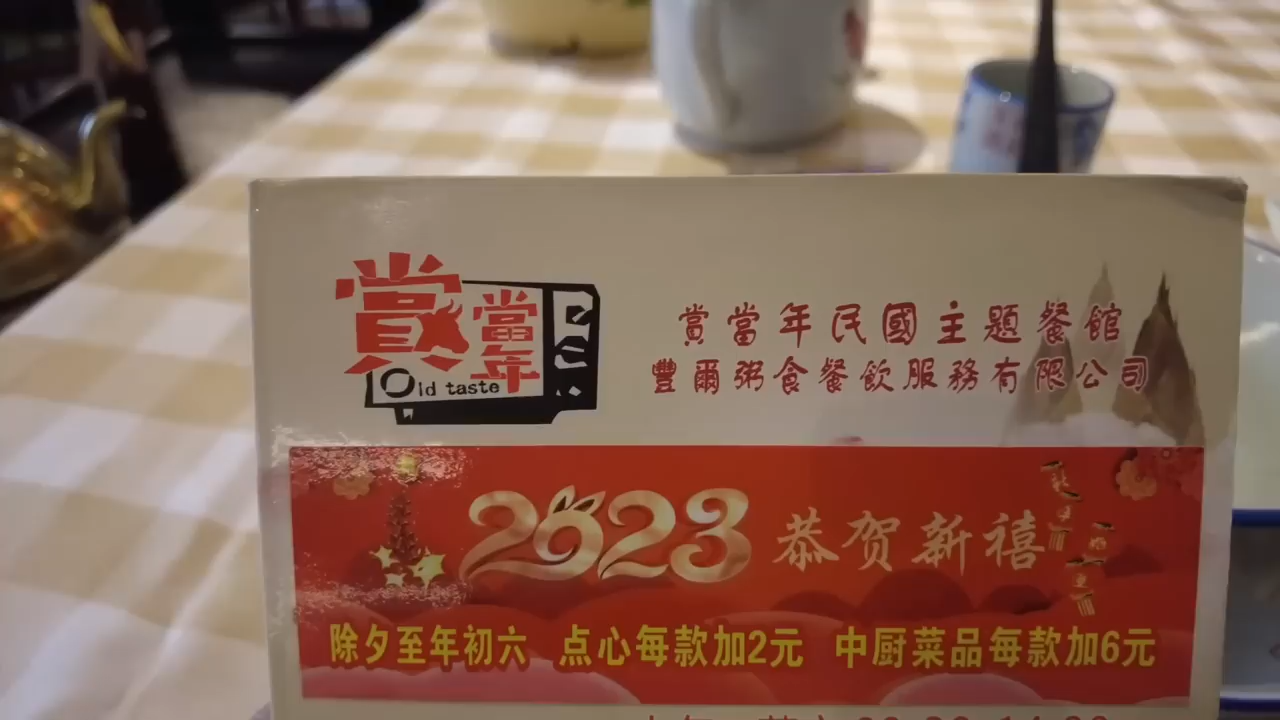 賞當年
Old taste
賞當年民國主題餐館
豐爾粥食餐飲服務有限公司
2023 恭贺新禧
除夕至年初六 点心每款加2元 中厨菜品每款加6元